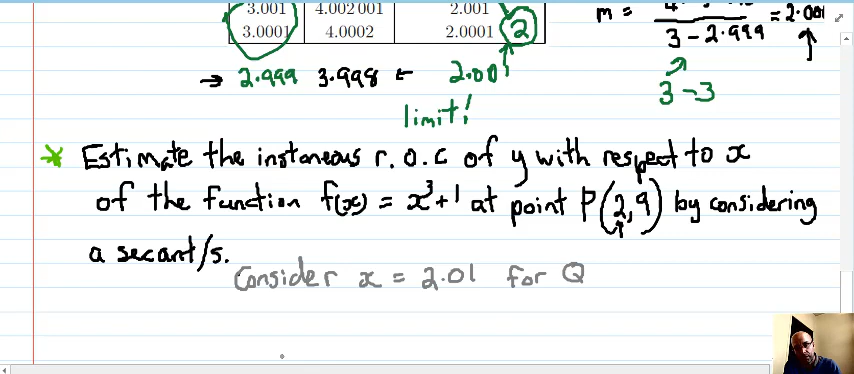 3.001 4.002001 2.001
3.0001 4.0002 2.0001 2
m = = 2.001
3 - 2.999
→ 2.999 3.998 ← 2.001
3 → 3
limit!
* Estimate the instaneous r.o.c of y with respect to x
of the function f(x) = x³+1 at point P(2,9) by considering
a secant/s.
Consider x = 2.01 for Q